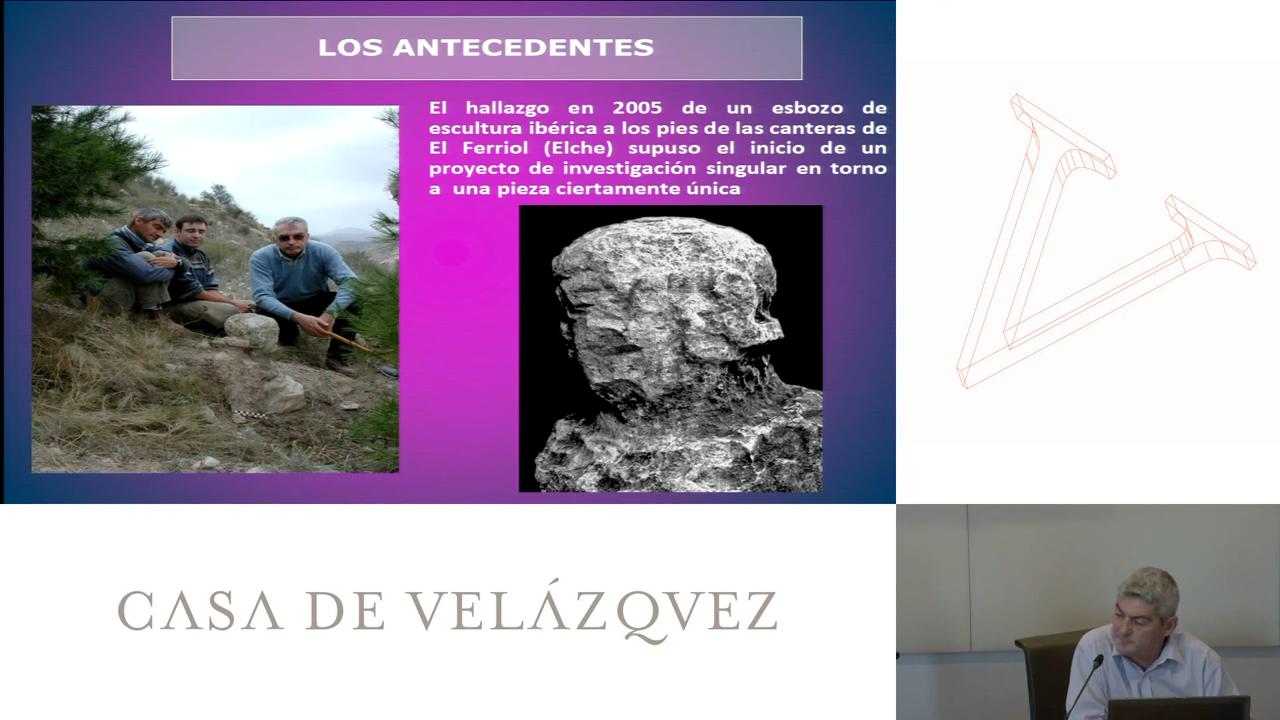 LOS ANTECEDENTES
El hallazgo en 2005 de un esbozo de
escultura ibérica a los pies de las canteras de
El Ferriol (Elche) supuso el inicio de un
proyecto de investigación singular en torno
a una pieza ciertamente única
CASA DE VELÁZQVEZ